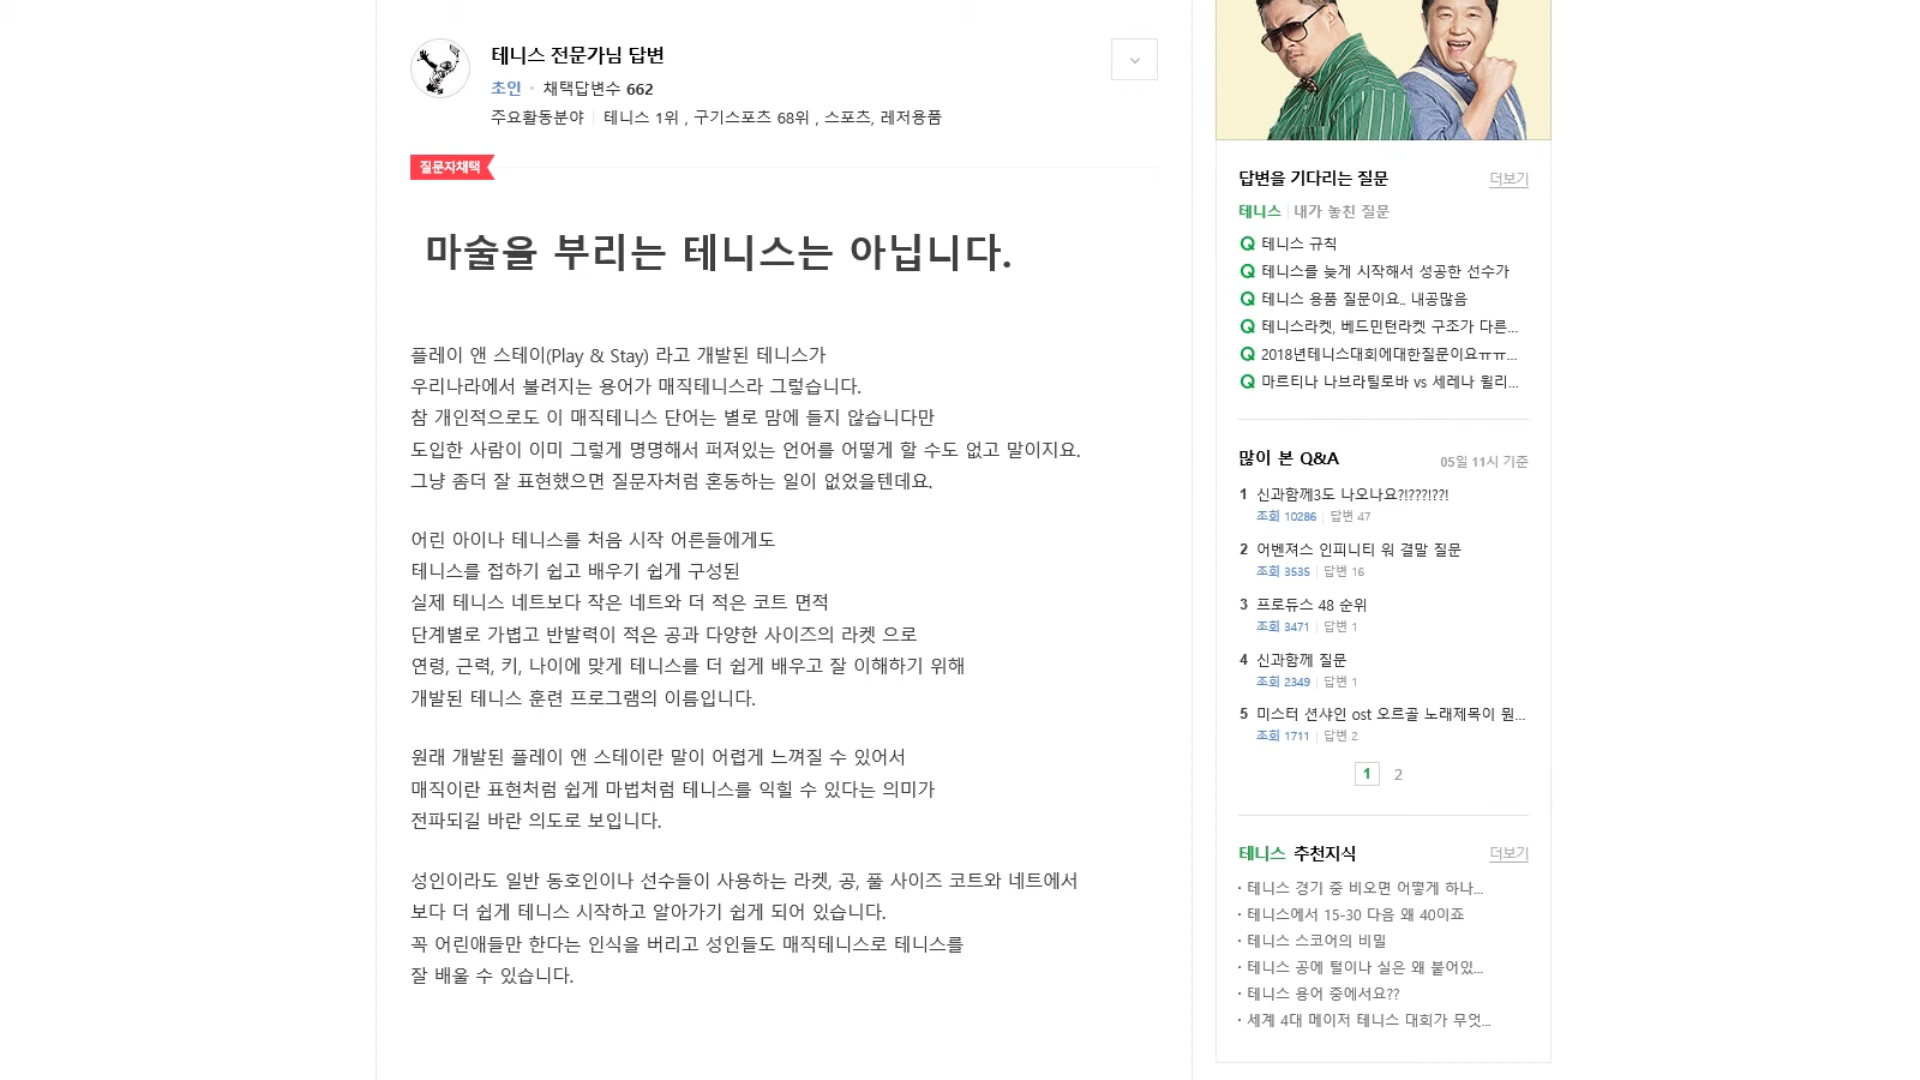 테니스 전문가님 답변
초인 · 채택답변수 662
주요활동분야 테니스 1위 , 구기스포츠 68위 , 스포츠, 레저용품
질문자채택
마술을 부리는 테니스는 아닙니다.
플레이 앤 스테이(Play & Stay) 라고 개발된 테니스가
우리나라에서 불려지는 용어가 매직테니스라 그렇습니다.
참 개인적으로도 이 매직테니스 단어는 별로 맘에 들지 않습니다만
도입한 사람이 이미 그렇게 명명해서 퍼져있는 언어를 어떻게 할 수도 없고 말이지요.
그냥 좀더 잘 표현했으면 질문자처럼 혼동하는 일이 없었을텐데요.
어린 아이나 테니스를 처음 시작 어른들에게도
테니스를 접하기 쉽고 배우기 쉽게 구성된
실제 테니스 네트보다 작은 네트와 더 적은 코트 면적
단계별로 가볍고 반발력이 적은 공과 다양한 사이즈의 라켓 으로
연령, 근력, 키, 나이에 맞게 테니스를 더 쉽게 배우고 잘 이해하기 위해
개발된 테니스 훈련 프로그램의 이름입니다.
원래 개발된 플레이 앤 스테이란 말이 어렵게 느껴질 수 있어서
매직이란 표현처럼 쉽게 마법처럼 테니스를 익힐 수 있다는 의미가
전파되길 바란 의도로 보입니다.
성인이라도 일반 동호인이나 선수들이 사용하는 라켓, 공, 풀 사이즈 코트와 네트에서
보다 더 쉽게 테니스 시작하고 알아가기 쉽게 되어 있습니다.
꼭 어린애들만 한다는 인식을 버리고 성인들도 매직테니스로 테니스를
잘 배울 수 있습니다.
답변을 기다리는 질문 더보기
테니스 내가 놓친 질문
Q 테니스 규칙
Q 테니스를 늦게 시작해서 성공한 선수가
Q 테니스 용품 질문이요.. 내공많음
Q 테니스라켓, 베드민턴라켓 구조가 다른...
Q 2018년테니스대회에대한질문이요ㅠㅠ...
Q 마르티나 나브라틸로바 vs 세레나 윌리...
많이 본 Q&A 05일 11시 기준
1 신과함께3도 나오나요?!???!??!
조회 10286 답변 47
2 어벤져스 인피니티 워 결말 질문
조회 3535 답변 16
3 프로듀스 48 순위
조회 3471 답변 1
4 신과함께 질문
조회 2349 답변 1
5 미스터 션샤인 ost 오르골 노래제목이 뭔...
조회 1711 답변 2
1 2
테니스 추천지식 더보기
· 테니스 경기 중 비오면 어떻게 하나...
· 테니스에서 15-30 다음 왜 40이죠
· 테니스 스코어의 비밀
· 테니스 공에 털이나 실은 왜 붙어있...
· 테니스 용어 중에서요??
· 세계 4대 메이저 테니스 대회가 무엇...